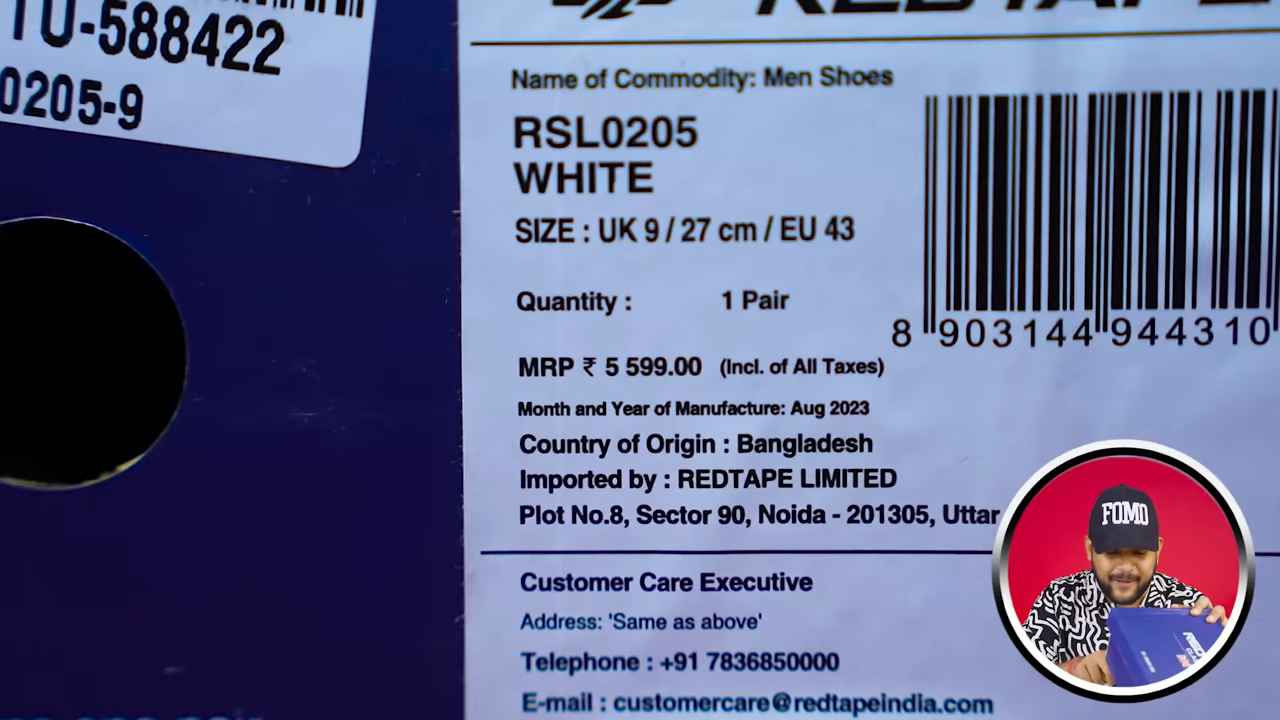 TU-588422
0205-9
REDTAPE
Name of Commodity: Men Shoes
RSL0205
WHITE
SIZE : UK 9 / 27 cm / EU 43
Quantity : 1 Pair
8 903144 944310
MRP ₹ 5 599.00 (Incl. of All Taxes)
Month and Year of Manufacture: Aug 2023
Country of Origin : Bangladesh
Imported by : REDTAPE LIMITED
Plot No.8, Sector 90, Noida - 201305, Uttar
Customer Care Executive
Address: 'Same as above'
Telephone : +91 7836850000
E-mail : customercare@redtapeindia.com
FOMO